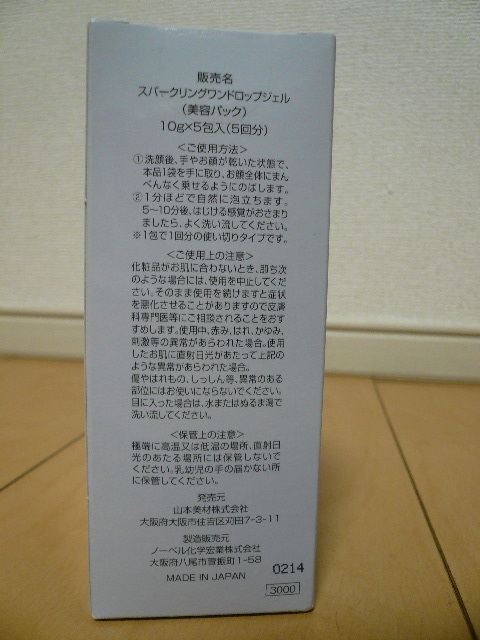 販売名
スパークリングワンドロップジェル
(美容パック)
10g×5包入(5回分)
<ご使用方法>
①洗顔後、手やお顔が乾いた状態で、
本品1袋を手に取り、お顔全体にまん
べんなく乗せるようにのばします。
②1分ほどで自然に泡立ちます。
5〜10分後、はじける感覚がおさまり
ましたら、よく洗い流してください。
※1包で1回分の使い切りタイプです。
<ご使用上の注意>
化粧品がお肌に合わないとき、即ち次
のような場合には、使用を中止してくだ
さい。そのまま使用を続けますと症状
を悪化させることがありますので皮膚
科専門医等にご相談されることをおす
すめします。使用中、赤み、はれ、かゆみ、
刺激等の異常があらわれた場合。使用
したお肌に直射日光があたって上記の
ような異常があらわれた場合。
傷やはれもの、しっしん等、異常のある
部位にはお使いにならないでください。
目に入った場合は、水またはぬるま湯で
洗い流してください。
<保管上の注意>
極端に高温又は低温の場所、直射日
光のあたる場所には保管しないで
ください。乳幼児の手の届かない所
に保管してください。
発売元
山本美材株式会社
大阪府大阪市住吉区苅田7-3-11
製造販売元
ノーベル化学宏業株式会社
大阪府八尾市萱振町1-58
MADE IN JAPAN
0214
3000